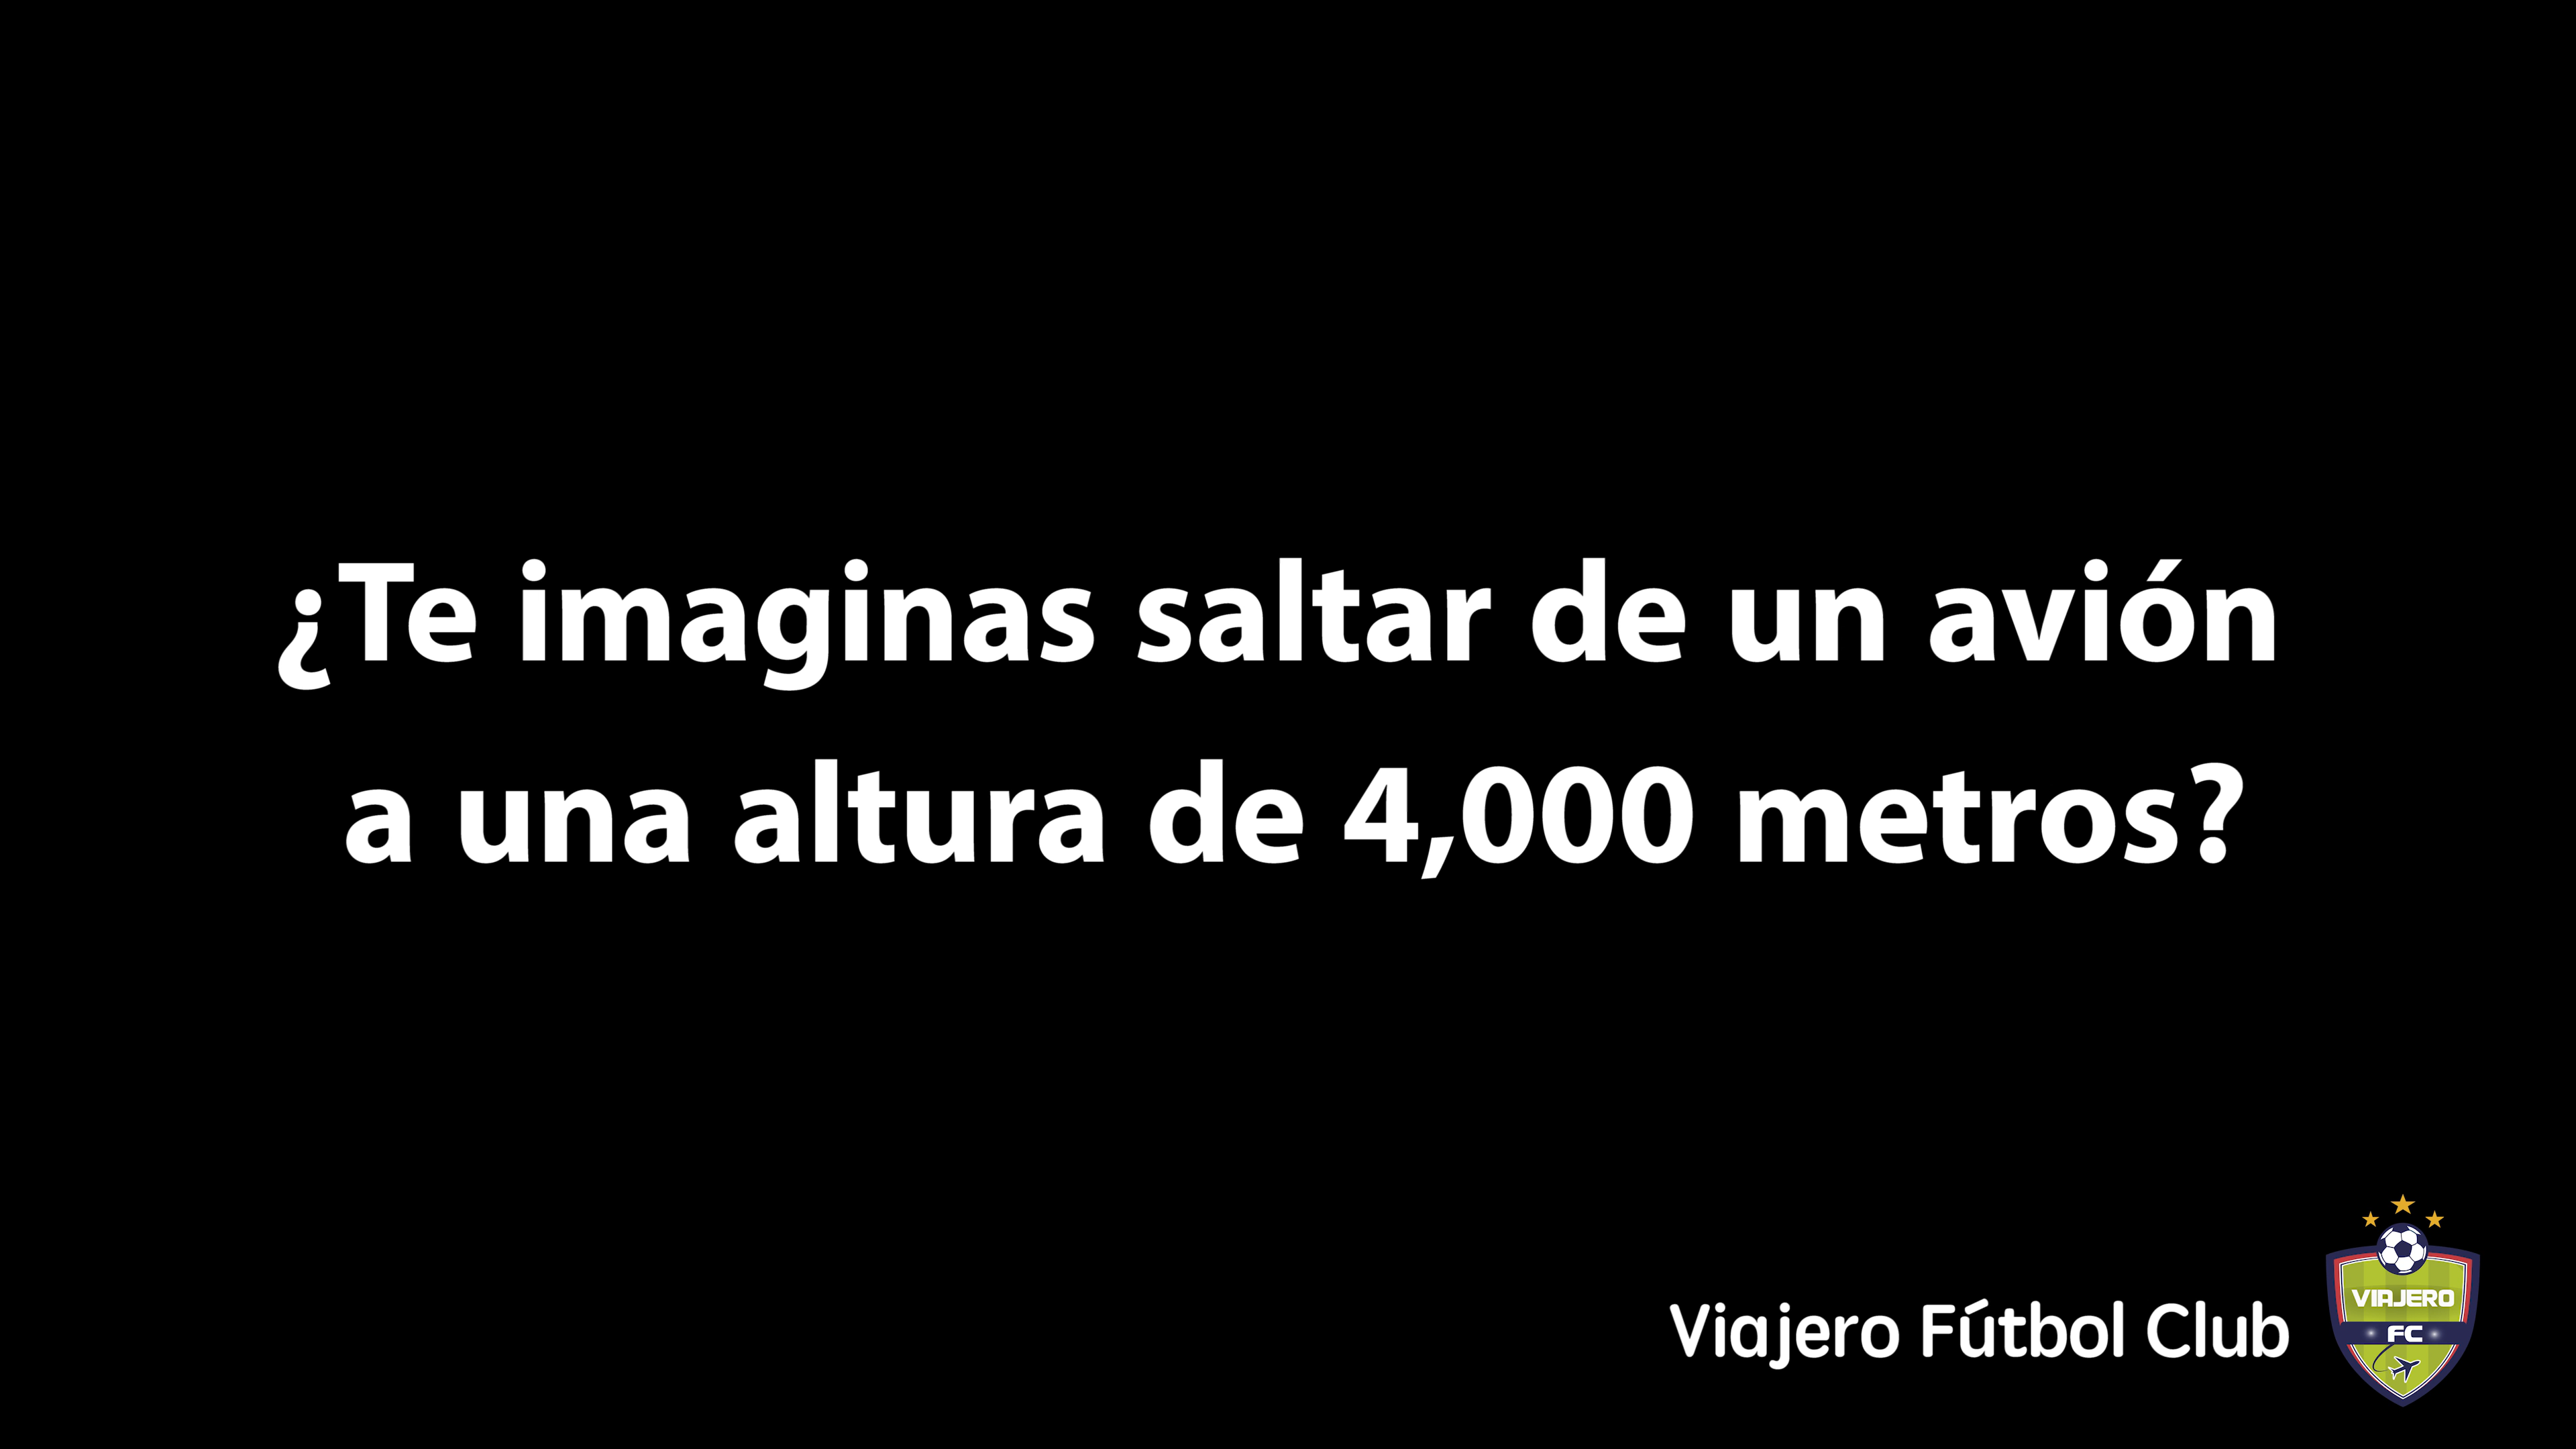 ¿Te imaginas saltar de un avión
a una altura de 4,000 metros?
Viajero Fútbol Club
VIAJERO
FC